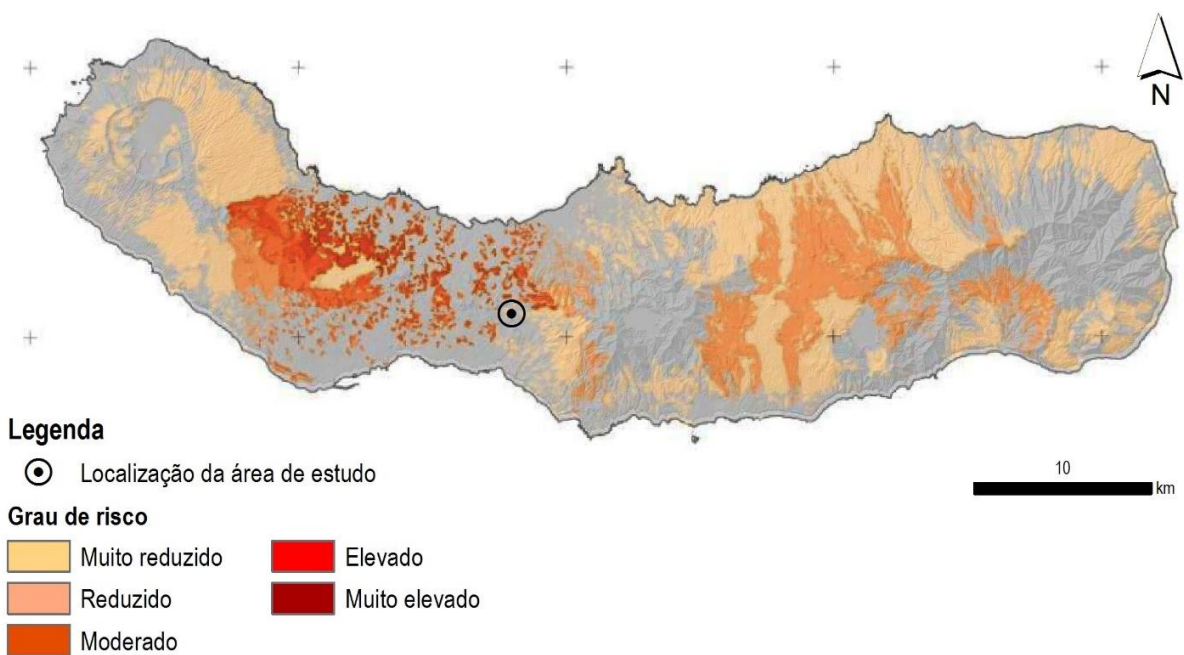 N
Legenda
Localização da área de estudo
10
km
Grau de risco
Muito reduzido
Elevado
Reduzido
Muito elevado
Moderado